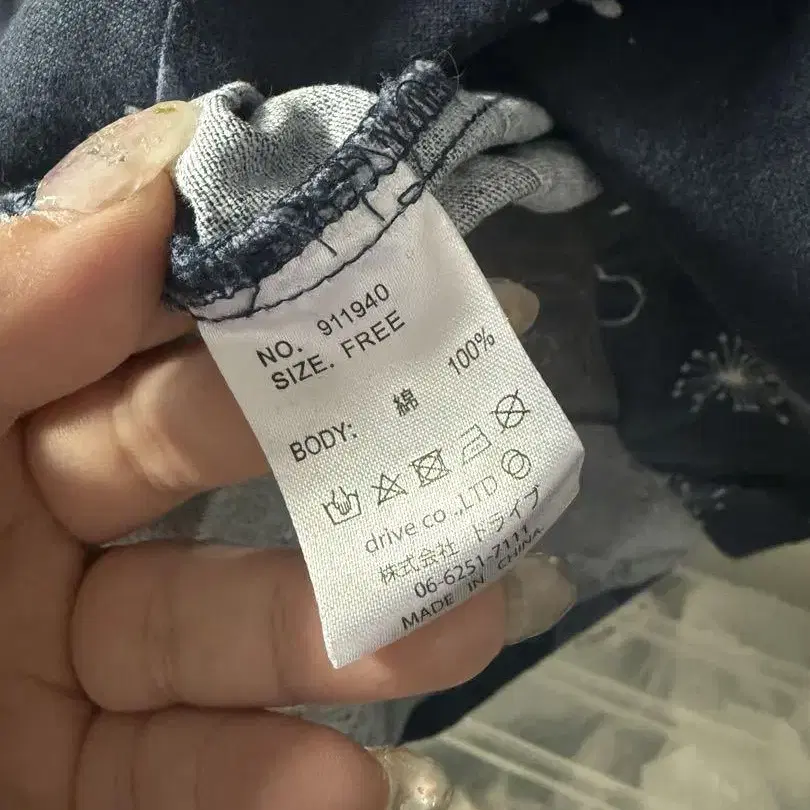 NO. 911940
SIZE. FREE
BODY: 綿 100%
drive co .,LTD
株式会社 ドライブ
06-6251-7111
MADE IN CHINA